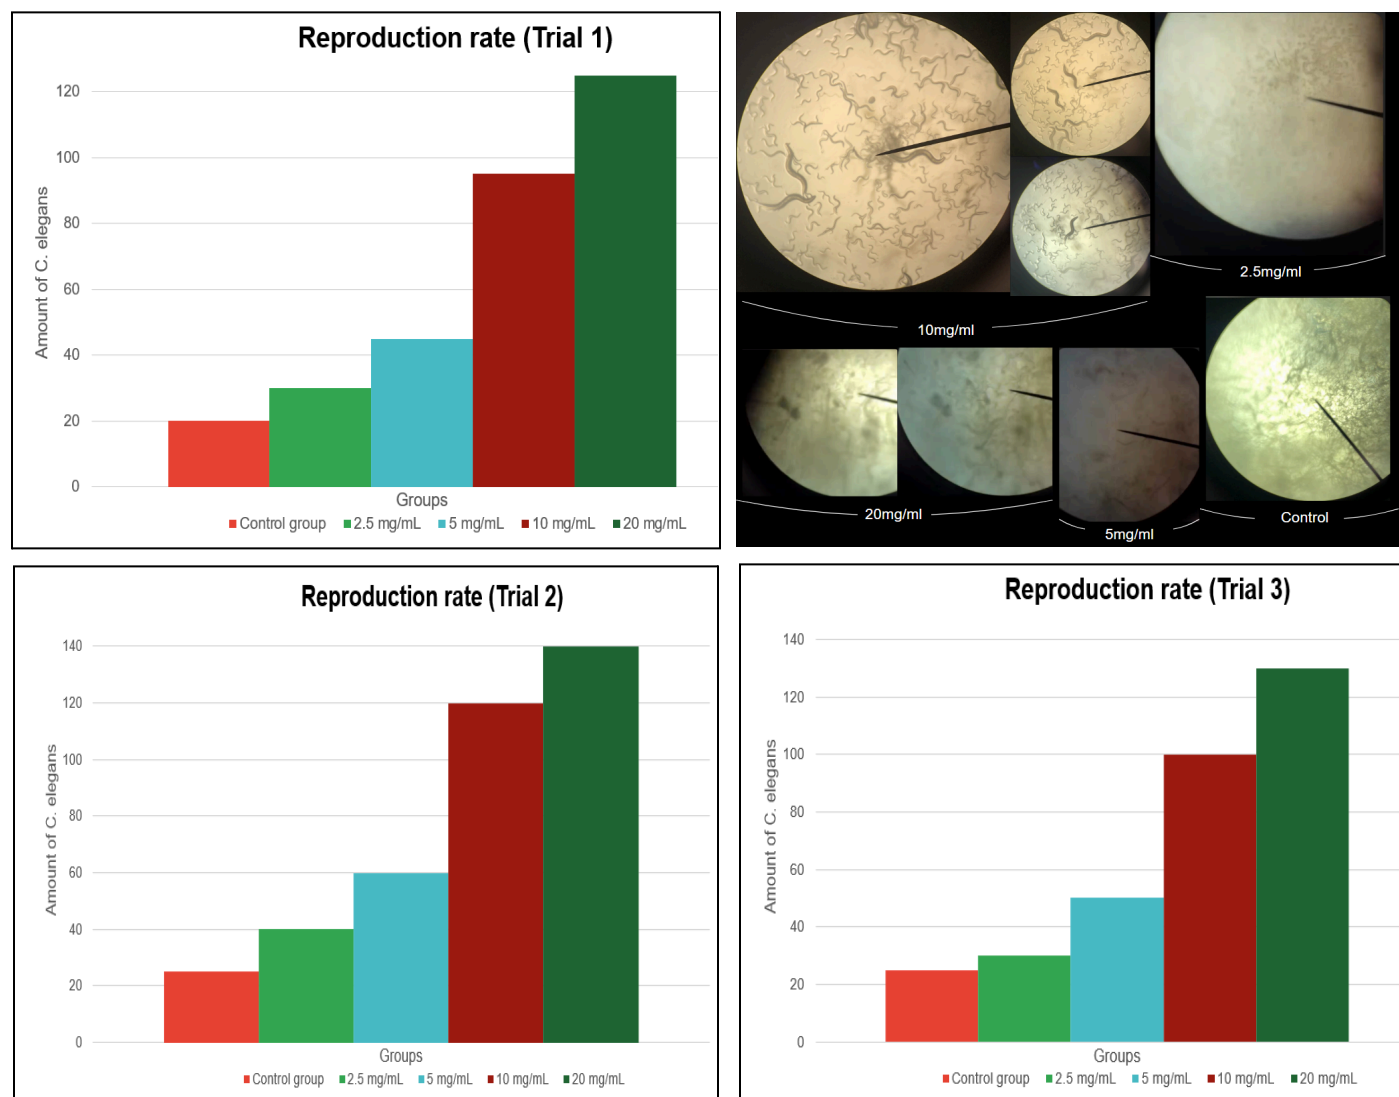 Reproduction rate (Trial 1)
Amount of C. elegans
120
100
80
60
40
20
0
Groups
Control group 2.5 mg/mL 5 mg/mL 10 mg/mL 20 mg/mL
2.5mg/ml
10mg/ml
20mg/ml
5mg/ml
Control
Reproduction rate (Trial 2)
Amount of C. elegans
140
120
100
80
60
40
20
0
Groups
Control group 2.5 mg/mL 5 mg/mL 10 mg/mL 20 mg/mL
Reproduction rate (Trial 3)
Amount of C. elegans
140
120
100
80
60
40
20
0
Groups
Control group 2.5 mg/mL 5 mg/mL 10 mg/mL 20 mg/mL